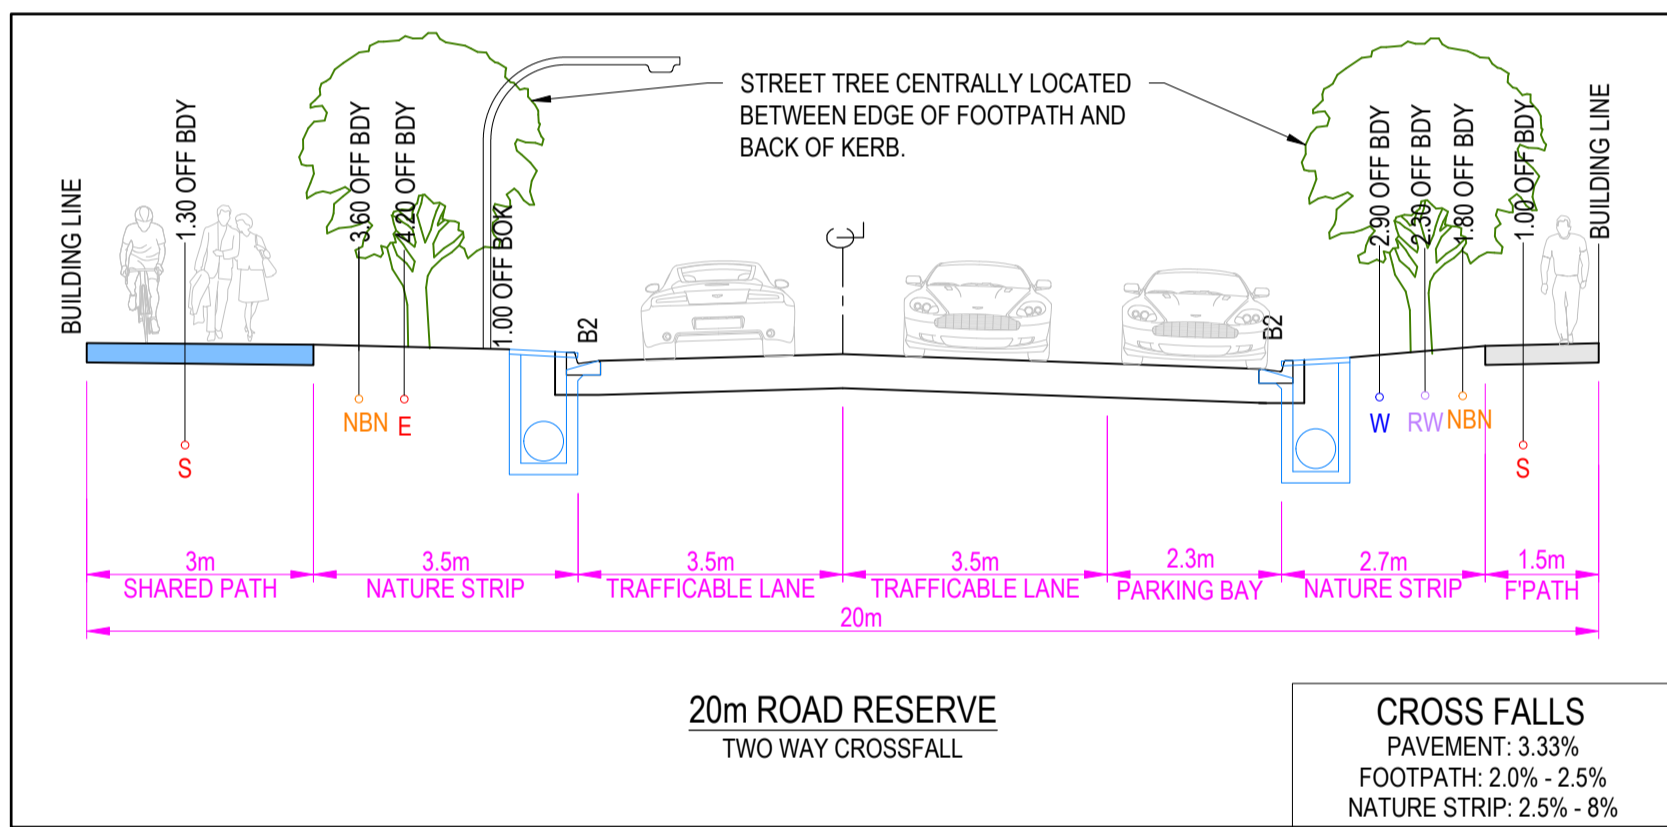 STREET TREE CENTRALLY LOCATED
BETWEEN EDGE OF FOOTPATH AND
BACK OF KERB.
BUILDING LINE
1.30 OFF BDY
3.60 OFF BDY
4.20 OFF BDY
1.00 OFF BOK
B2
CL
B2
2.90 OFF BDY
2.30 OFF BDY
1.80 OFF BDY
1.00 OFF BDY
BUILDING LINE
S
NBN
E
W
RW
NBN
S
3m
SHARED PATH
3.5m
NATURE STRIP
3.5m
TRAFFICABLE LANE
3.5m
TRAFFICABLE LANE
2.3m
PARKING BAY
2.7m
NATURE STRIP
1.5m
F'PATH
20m
20m ROAD RESERVE
TWO WAY CROSSFALL
CROSS FALLS
PAVEMENT: 3.33%
FOOTPATH: 2.0% - 2.5%
NATURE STRIP: 2.5% - 8%